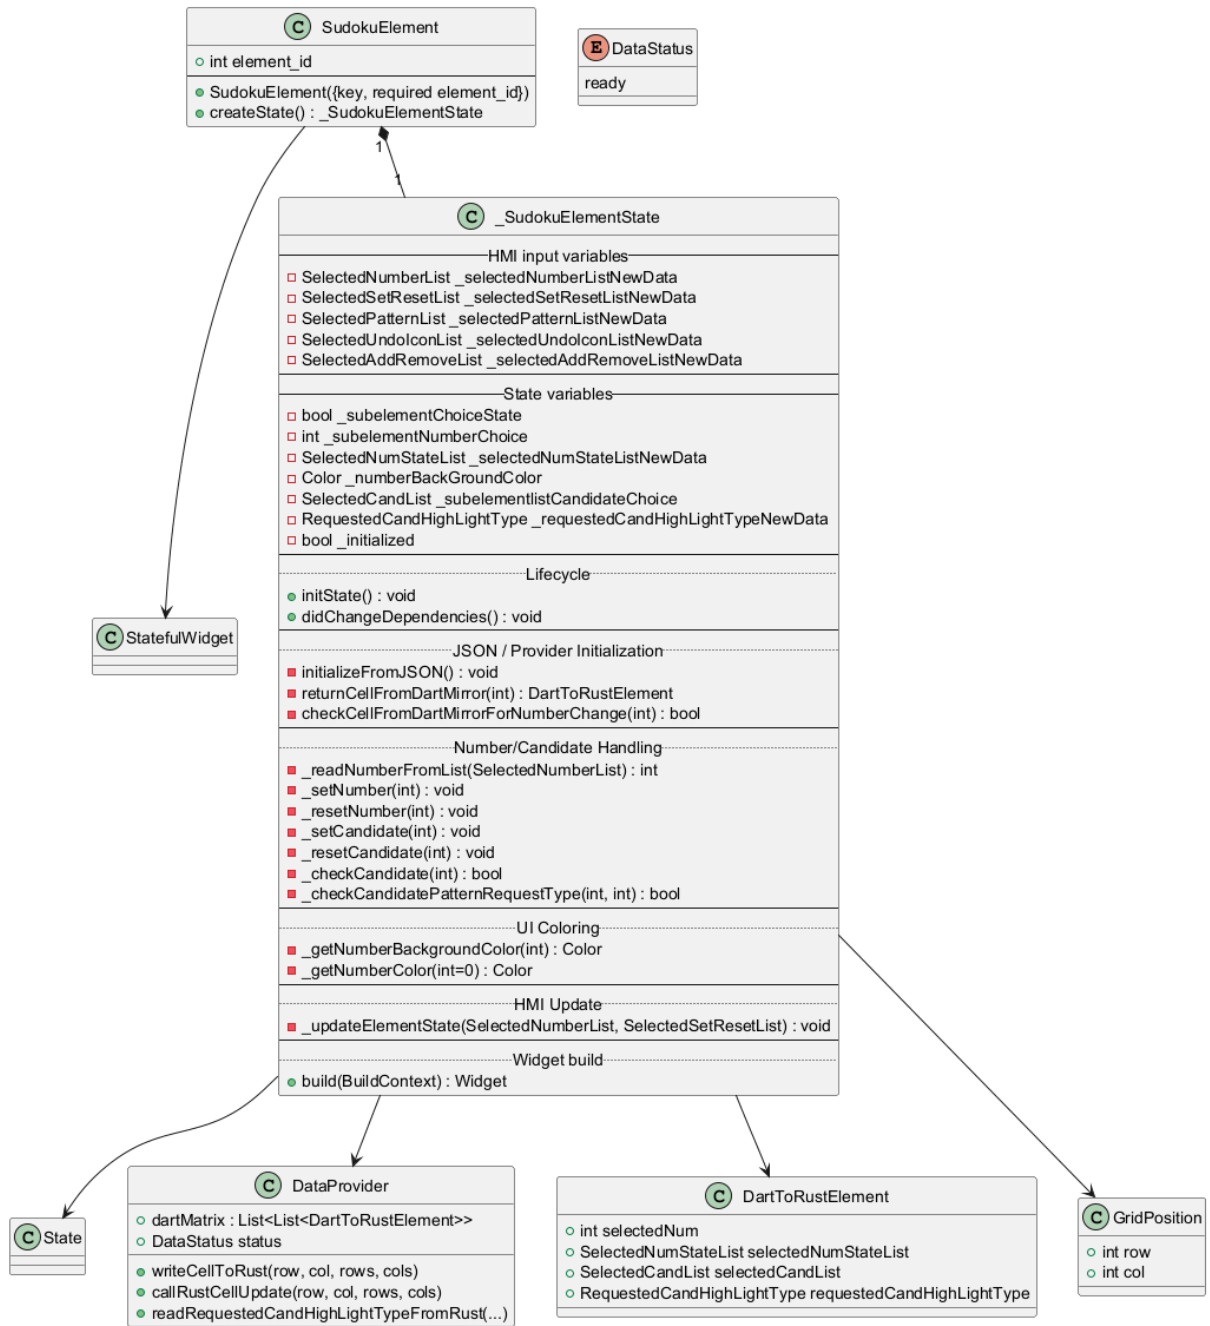 C SudokuElement
int element_id
SudokuElement({key, required element_id})
createState() : _SudokuElementState
E DataStatus
ready
1
1
C _SudokuElementState
HMI input variables
SelectedNumberList _selectedNumberListNewData
SelectedSetResetList _selectedSetResetListNewData
SelectedPatternList _selectedPatternListNewData
SelectedUndoIconList _selectedUndoIconListNewData
SelectedAddRemoveList _selectedAddRemoveListNewData
State variables
bool _subelementChoiceState
int _subelementNumberChoice
SelectedNumStateList _selectedNumStateListNewData
Color _numberBackGroundColor
SelectedCandList _subelementlistCandidateChoice
RequestedCandHighLightType _requestedCandHighLightTypeNewData
bool _initialized
Lifecycle
initState() : void
didChangeDependencies() : void
JSON / Provider Initialization
initializeFromJSON() : void
returnCellFromDartMirror(int) : DartToRustElement
checkCellFromDartMirrorForNumberChange(int) : bool
Number/Candidate Handling
_readNumberFromList(SelectedNumberList) : int
_setNumber(int) : void
_resetNumber(int) : void
_setCandidate(int) : void
_resetCandidate(int) : void
_checkCandidate(int) : bool
_checkCandidatePatternRequestType(int, int) : bool
UI Coloring
_getNumberBackgroundColor(int) : Color
_getNumberColor(int=0) : Color
HMI Update
_updateElementState(SelectedNumberList, SelectedSetResetList) : void
Widget build
build(BuildContext) : Widget
C StatefulWidget
C State
C DataProvider
dartMatrix : List<List<DartToRustElement>>
DataStatus status
writeCellToRust(row, col, rows, cols)
callRustCellUpdate(row, col, rows, cols)
readRequestedCandHighLightTypeFromRust(...)
C DartToRustElement
int selectedNum
SelectedNumStateList selectedNumStateList
SelectedCandList selectedCandList
RequestedCandHighLightType requestedCandHighLightType
C GridPosition
int row
int col